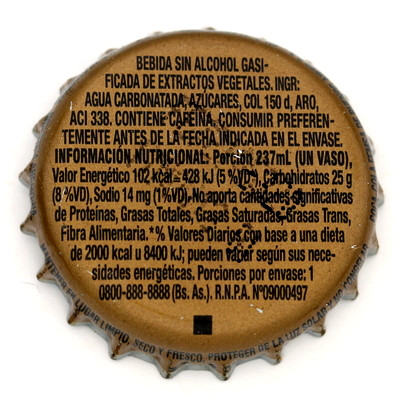 BEBIDA SIN ALCOHOL GASI-
FICADA DE EXTRACTOS VEGETALES. INGR:
AGUA CARBONATADA, AZÚCARES, COL 150 d, ARO,
ACI 338. CONTIENE CAFEÍNA. CONSUMIR PREFEREN-
TEMENTE ANTES DE LA FECHA INDICADA EN EL ENVASE.
INFORMACIÓN NUTRICIONAL: Porción 237mL (UN VASO),
Valor Energético 102 kcal = 428 kJ (5 %VD*), Carbohidratos 25 g
(8 %VD), Sodio 14 mg (1%VD). No aporta cantidades significativas
de Proteínas, Grasas Totales, Grasas Saturadas, Grasas Trans,
Fibra Alimentaria. *% Valores Diarios con base a una dieta
de 2000 kcal u 8400 kJ; pueden variar según sus nece-
sidades energéticas. Porciones por envase: 1
0800-888-8888 (Bs. As.). R.N.P.A. Nº09000497
LUGAR LIMPIO, SECO Y FRESCO. PROTEGER DE LA LUZ SOLAR